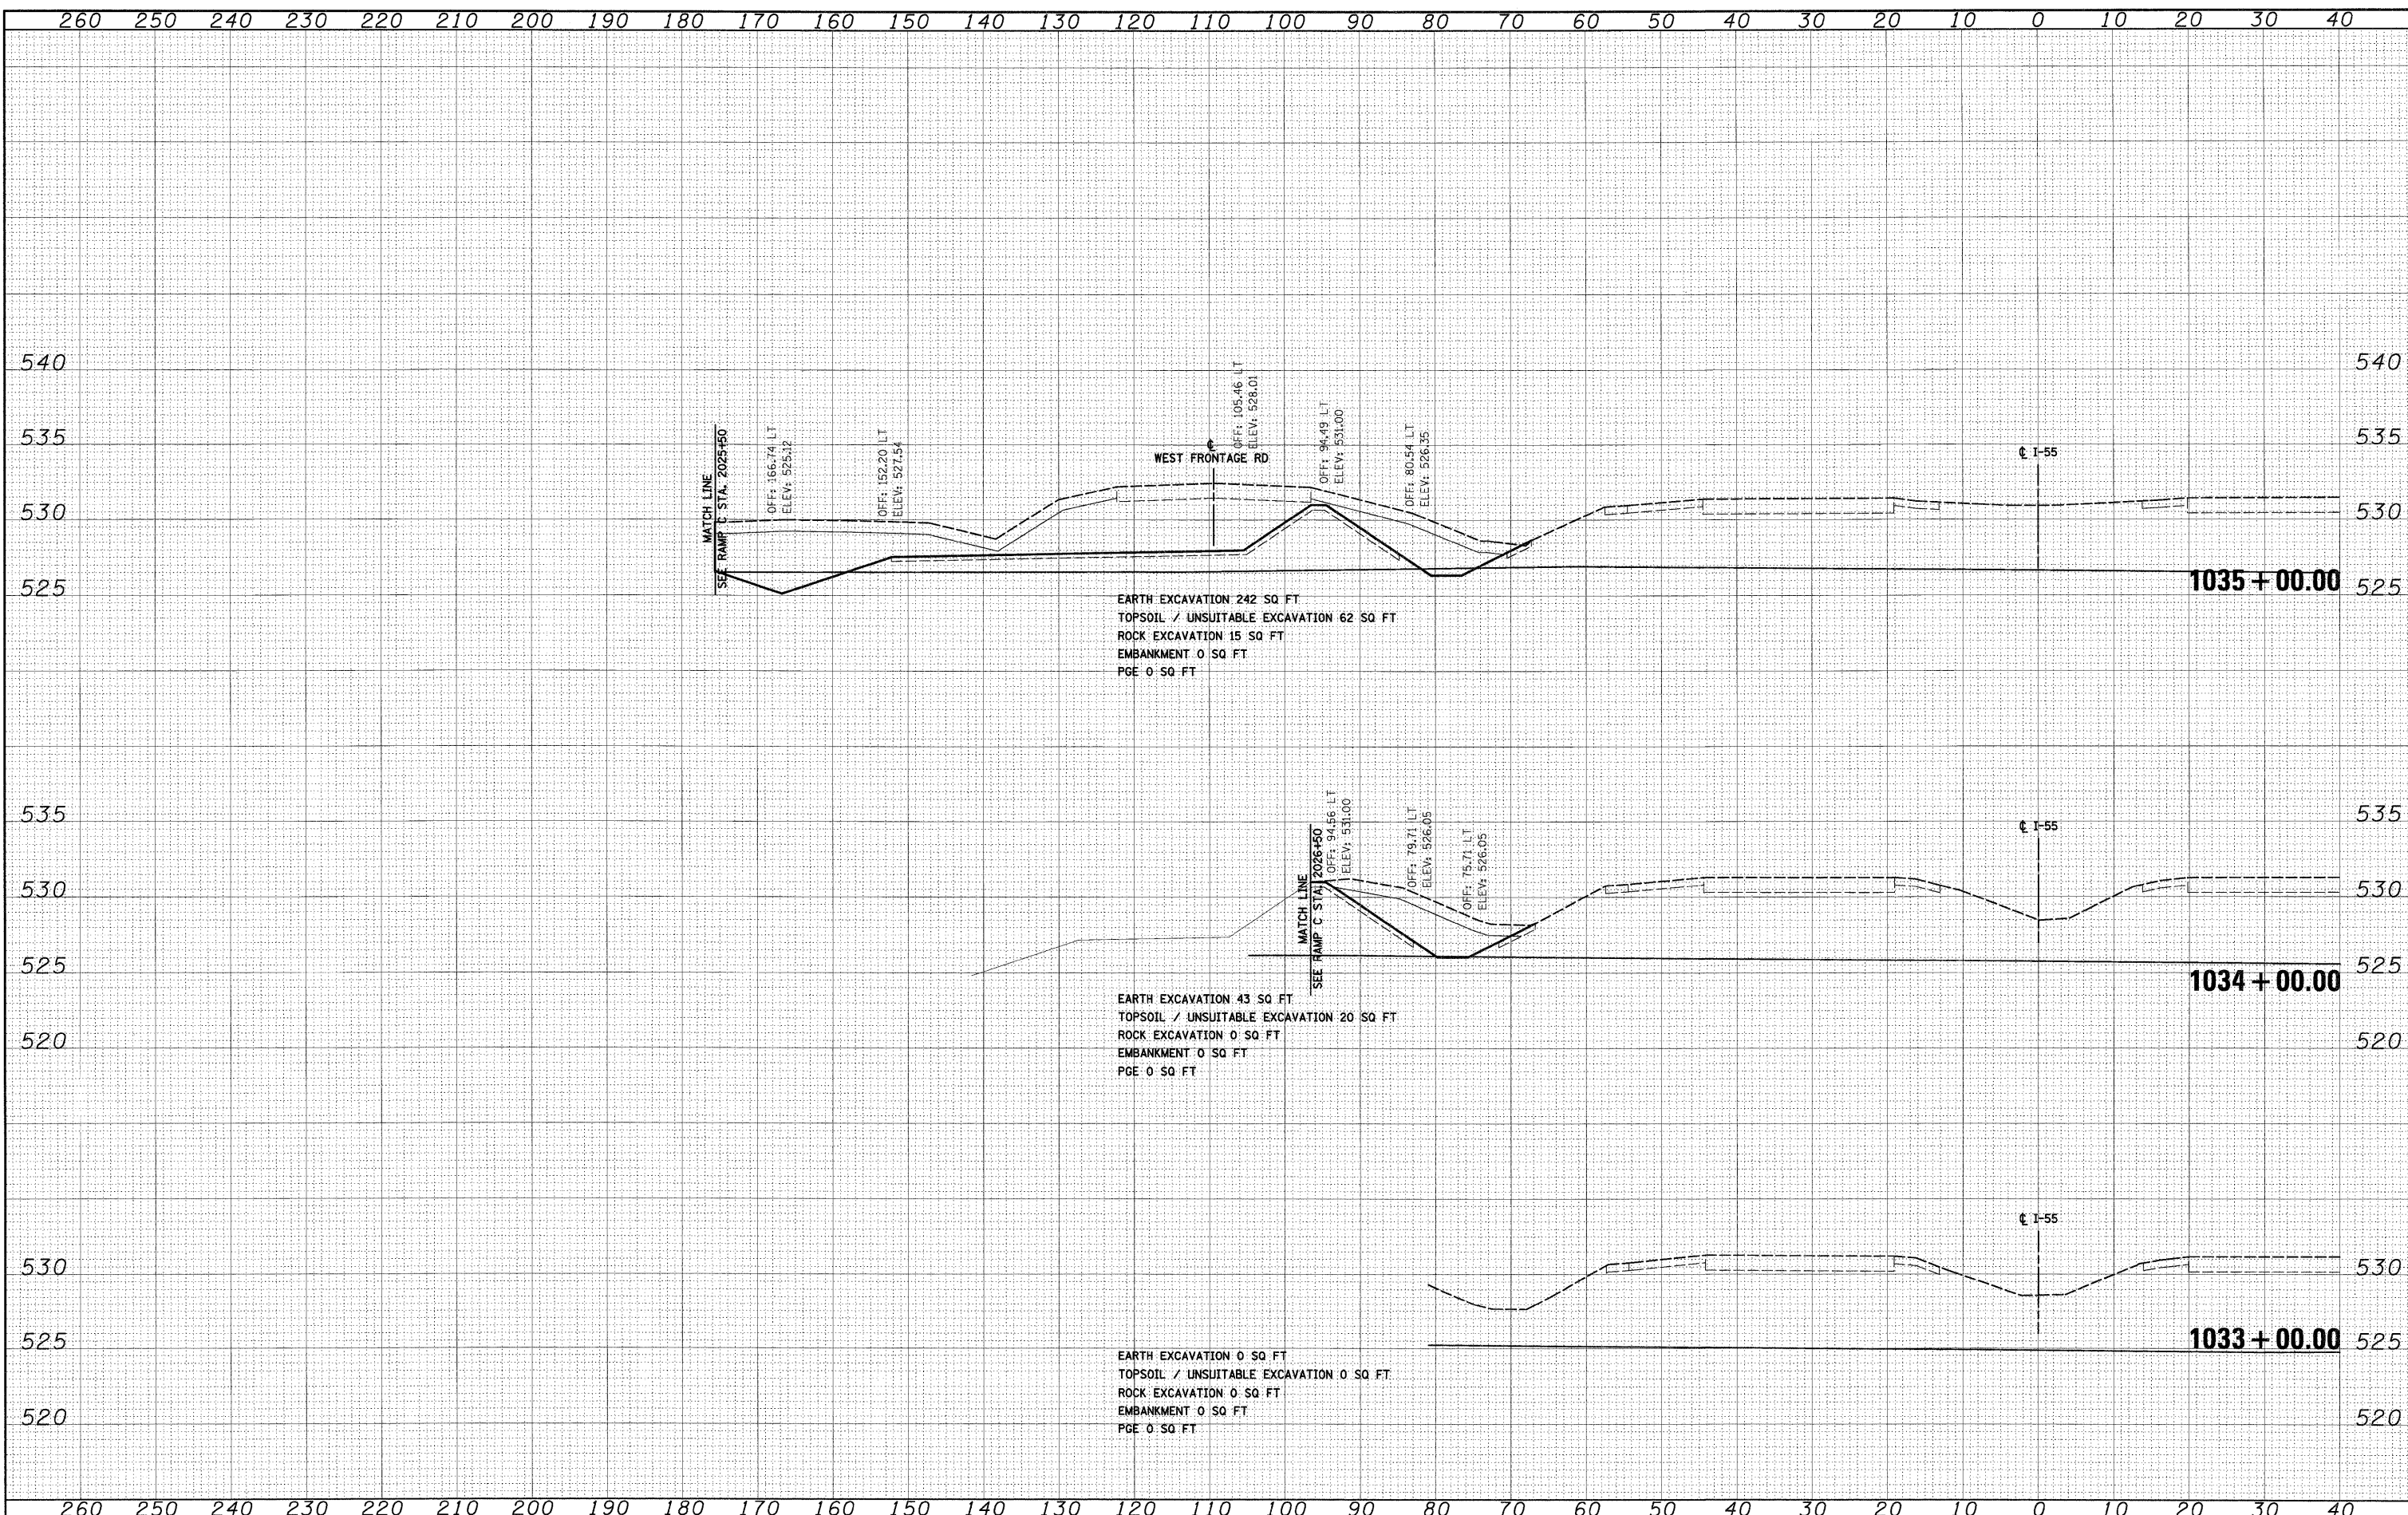 260 250 240 230 220 210 200 190 180 170 160 150 140 130 120 110 100 90 80 70 60 50 40 30 20 10 0 10 20 30 40
540 540
535 535
530 530
525 525
MATCH LINE
SEE RAMP C STA. 2025+50
OFF: 166.74 LT
ELEV: 525.12
OFF: 152.20 LT
ELEV: 527.54
℄
WEST FRONTAGE RD
OFF: 105.46 LT
ELEV: 528.01
OFF: 94.49 LT
ELEV: 531.00
OFF: 80.54 LT
ELEV: 526.35
℄ I-55
1035+00.00
EARTH EXCAVATION 242 SQ FT
TOPSOIL / UNSUITABLE EXCAVATION 62 SQ FT
ROCK EXCAVATION 15 SQ FT
EMBANKMENT 0 SQ FT
PGE 0 SQ FT
535 535
530 530
525 525
520 520
MATCH LINE
SEE RAMP C STA. 2026+50
OFF: 94.56 LT
ELEV: 531.00
OFF: 79.71 LT
ELEV: 526.05
OFF: 75.71 LT
ELEV: 526.05
℄ I-55
1034+00.00
EARTH EXCAVATION 43 SQ FT
TOPSOIL / UNSUITABLE EXCAVATION 20 SQ FT
ROCK EXCAVATION 0 SQ FT
EMBANKMENT 0 SQ FT
PGE 0 SQ FT
℄ I-55
530 530
525 525
520 520
1033+00.00
EARTH EXCAVATION 0 SQ FT
TOPSOIL / UNSUITABLE EXCAVATION 0 SQ FT
ROCK EXCAVATION 0 SQ FT
EMBANKMENT 0 SQ FT
PGE 0 SQ FT
260 250 240 230 220 210 200 190 180 170 160 150 140 130 120 110 100 90 80 70 60 50 40 30 20 10 0 10 20 30 40